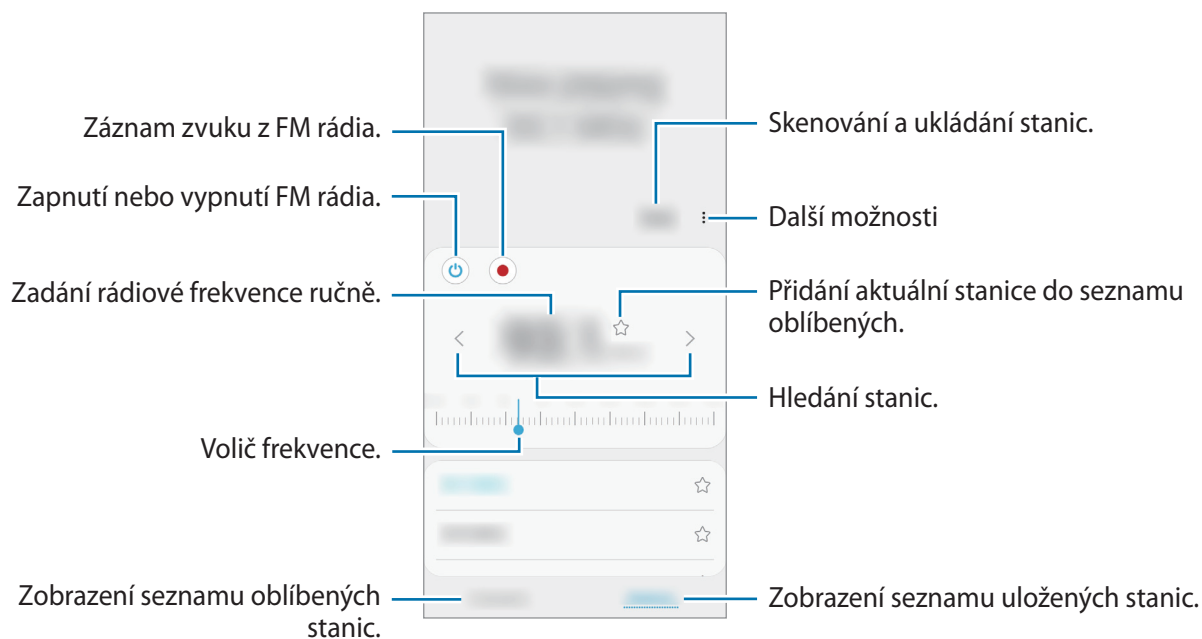 Záznam zvuku z FM rádia.
Zapnutí nebo vypnutí FM rádia.
Zadání rádiové frekvence ručně.
Volič frekvence.
Zobrazení seznamu oblíbených
stanic.
Skenování a ukládání stanic.
Další možnosti
Přidání aktuální stanice do seznamu
oblíbených.
Hledání stanic.
Zobrazení seznamu uložených stanic.